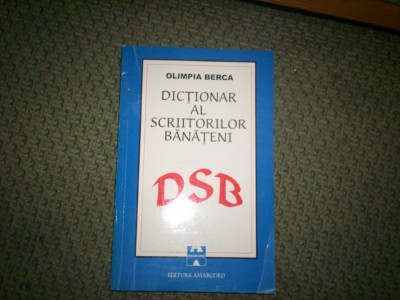 OLIMPIA BERCA
DICȚIONAR
AL
SCRIITORILOR
BĂNĂȚENI
DSB
EDITURA AMARCORD